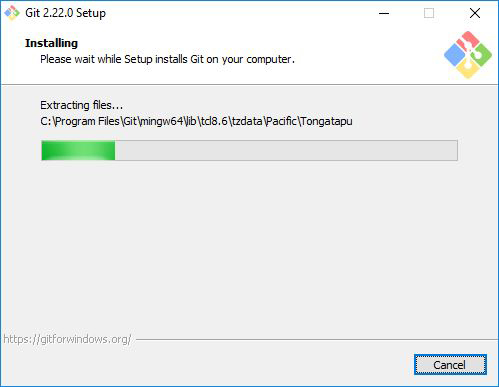 Git 2.22.0 Setup
Installing
Please wait while Setup installs Git on your computer.
Extracting files...
C:\Program Files\Git\mingw64\lib\tcl8.6\tzdata\Pacific\Tongatapu
https://gitforwindows.org/
Cancel